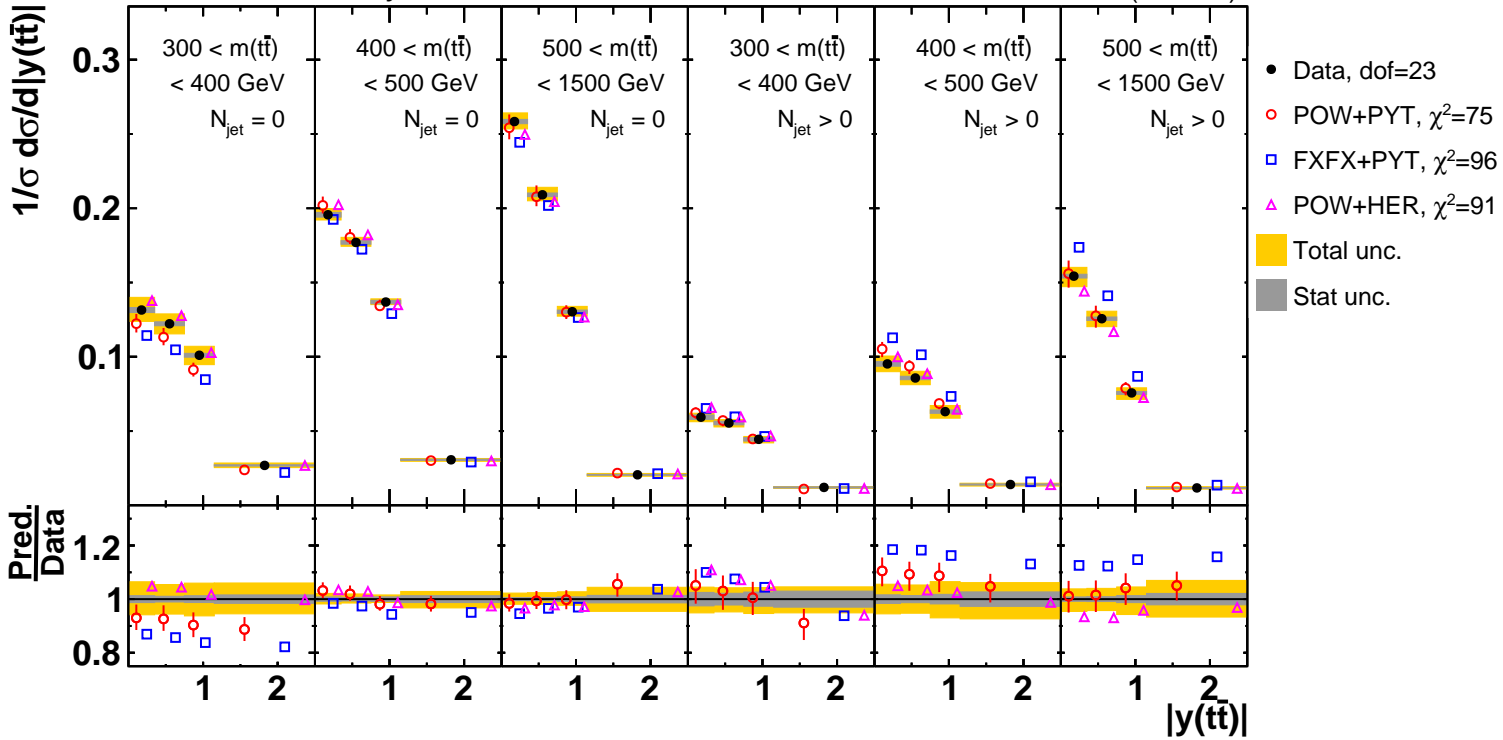 1/σ dσ/d|y(tt̄)|
0.3
0.2
0.1
300 < m(tt̄)
< 400 GeV
N_jet = 0
400 < m(tt̄)
< 500 GeV
N_jet = 0
500 < m(tt̄)
< 1500 GeV
N_jet = 0
300 < m(tt̄)
< 400 GeV
N_jet > 0
400 < m(tt̄)
< 500 GeV
N_jet > 0
500 < m(tt̄)
< 1500 GeV
N_jet > 0
Data, dof=23
POW+PYT, χ²=75
FXFX+PYT, χ²=96
POW+HER, χ²=91
Total unc.
Stat unc.
Pred.
Data
1.2
1
0.8
1 2 1 2 1 2 1 2 1 2 1 2
|y(tt̄)|